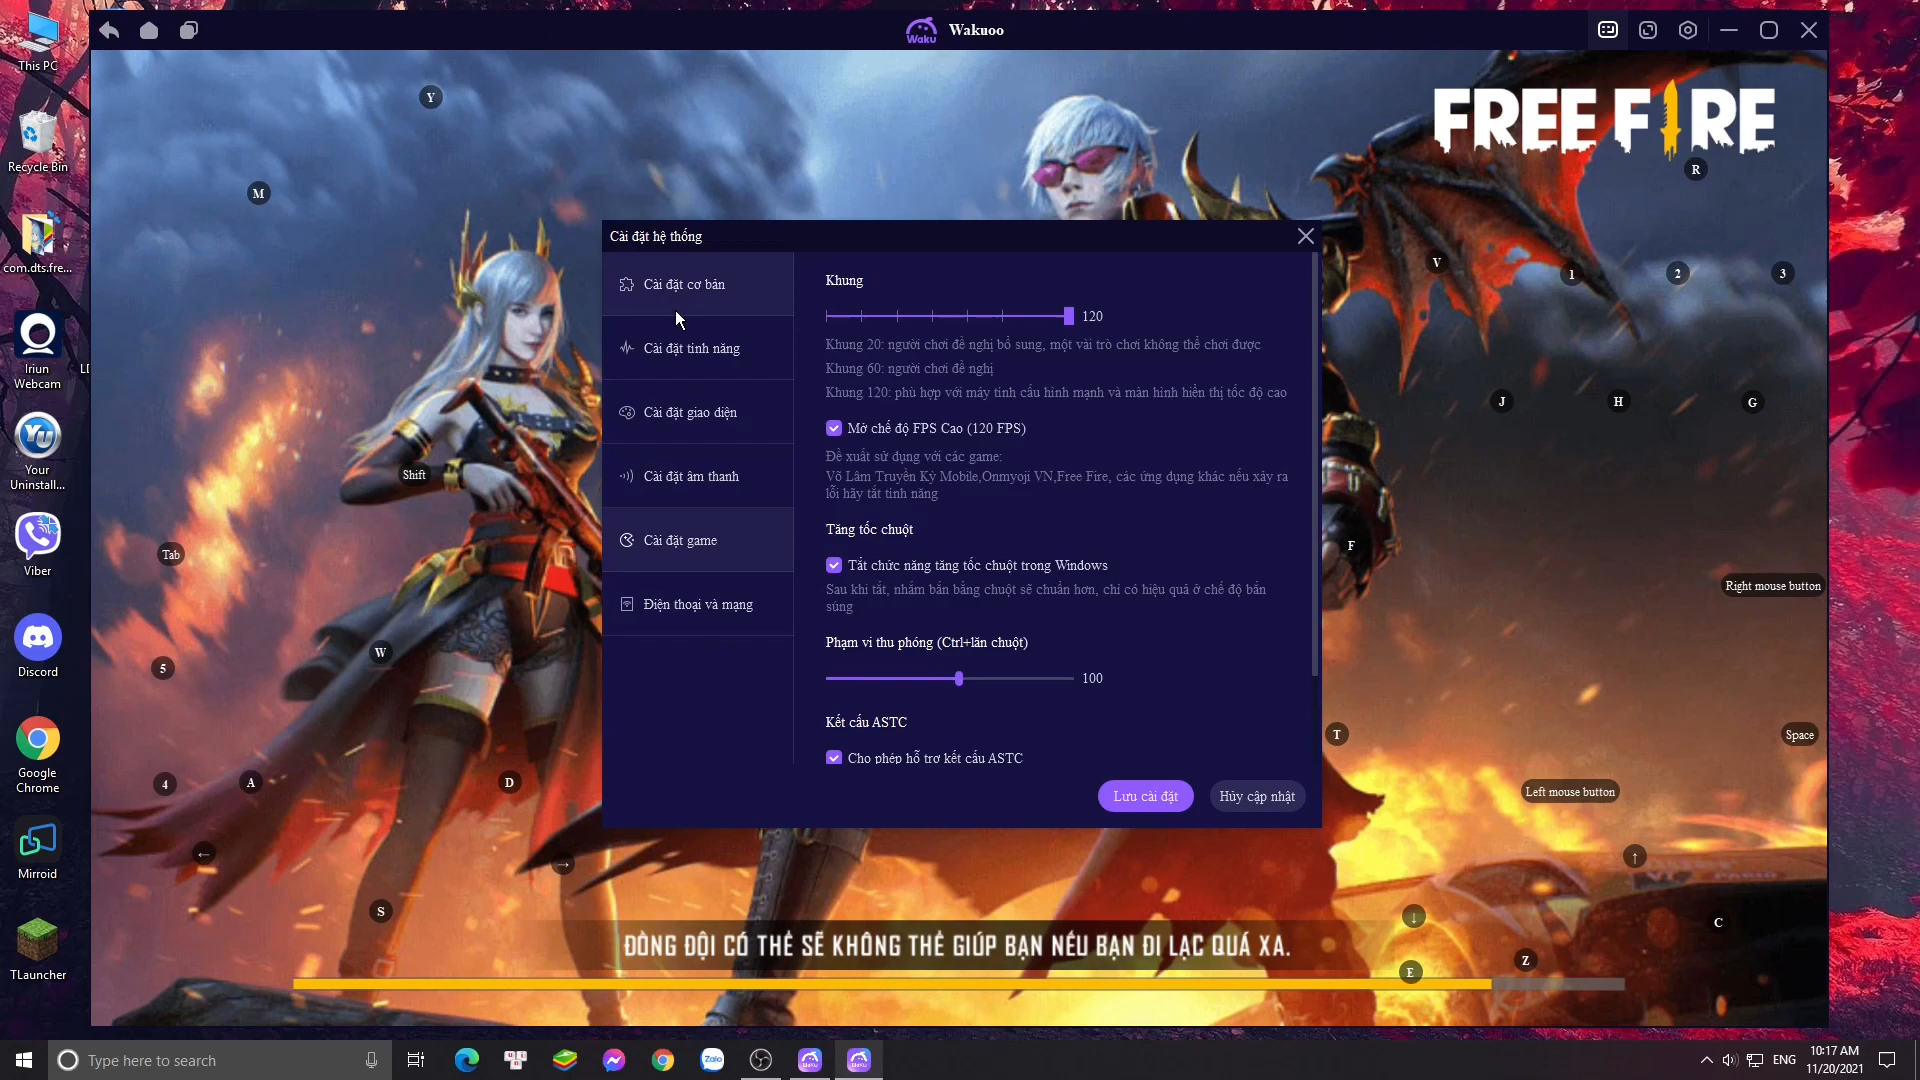 This PC
Recycle Bin
com.dts.fre...
Iriun
Webcam
LI
Your
Uninstall...
Viber
Discord
Google
Chrome
Mirroid
TLauncher
Waku
Wakuoo
FREE FIRE
Y
M
R
V
1
2
3
J
H
G
Shift
Tab
F
Right mouse button
W
5
T
Space
4
A
D
Left mouse button
←
→
↑
S
↓
C
E
Z
Cài đặt hệ thống
Cài đặt cơ bản
Cài đặt tính năng
Cài đặt giao diện
Cài đặt âm thanh
Cài đặt game
Điện thoại và mạng
Khung
120
Khung 20: người chơi đề nghị bổ sung, một vài trò chơi không thể chơi được
Khung 60: người chơi đề nghị
Khung 120: phù hợp với máy tính cấu hình mạnh và màn hình hiển thị tốc độ cao
Mở chế độ FPS Cao (120 FPS)
Đề xuất sử dụng với các game:
Võ Lâm Truyền Kỳ Mobile,Onmyoji VN,Free Fire, các ứng dụng khác nếu xảy ra
lỗi hãy tắt tính năng
Tăng tốc chuột
Tắt chức năng tăng tốc chuột trong Windows
Sau khi tắt, nhắm bắn bằng chuột sẽ chuẩn hơn, chỉ có hiệu quả ở chế độ bắn
súng
Phạm vi thu phóng (Ctrl+lăn chuột)
100
Kết cấu ASTC
Cho phép hỗ trợ kết cấu ASTC
Lưu cài đặt
Hủy cập nhật
ĐỒNG ĐỘI CÓ THỂ SẼ KHÔNG THỂ GIÚP BẠN NẾU BẠN ĐI LẠC QUÁ XA.
Type here to search
Zalo
ENG
10:17 AM
11/20/2021